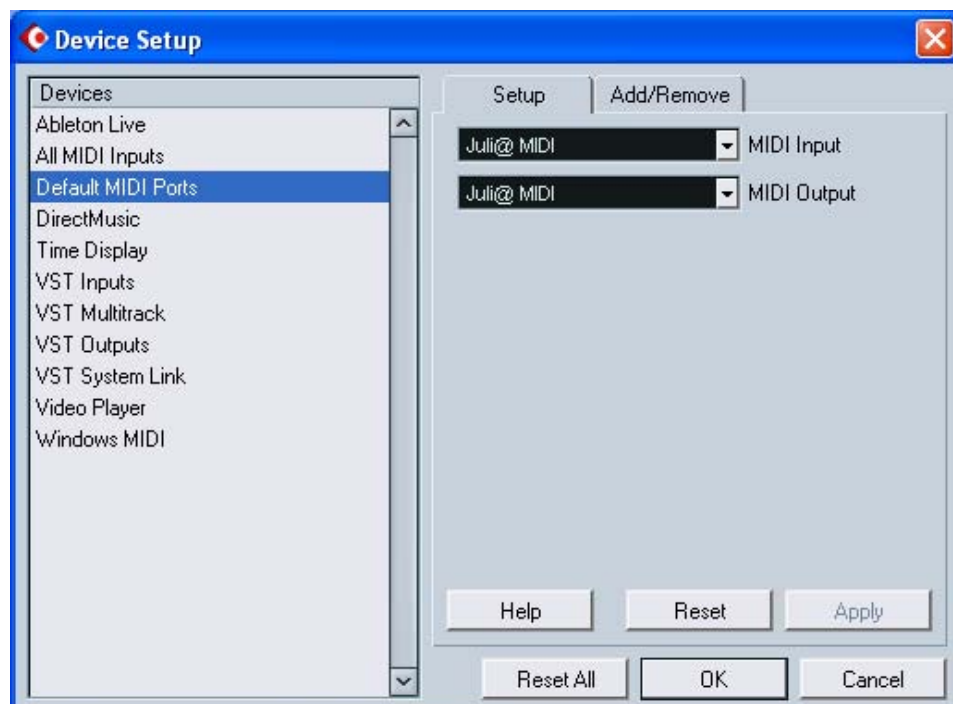 Device Setup
Devices
Ableton Live
All MIDI Inputs
Default MIDI Ports
DirectMusic
Time Display
VST Inputs
VST Multitrack
VST Outputs
VST System Link
Video Player
Windows MIDI
Setup
Add/Remove
Juli@ MIDI
MIDI Input
Juli@ MIDI
MIDI Output
Help
Reset
Apply
Reset All
OK
Cancel